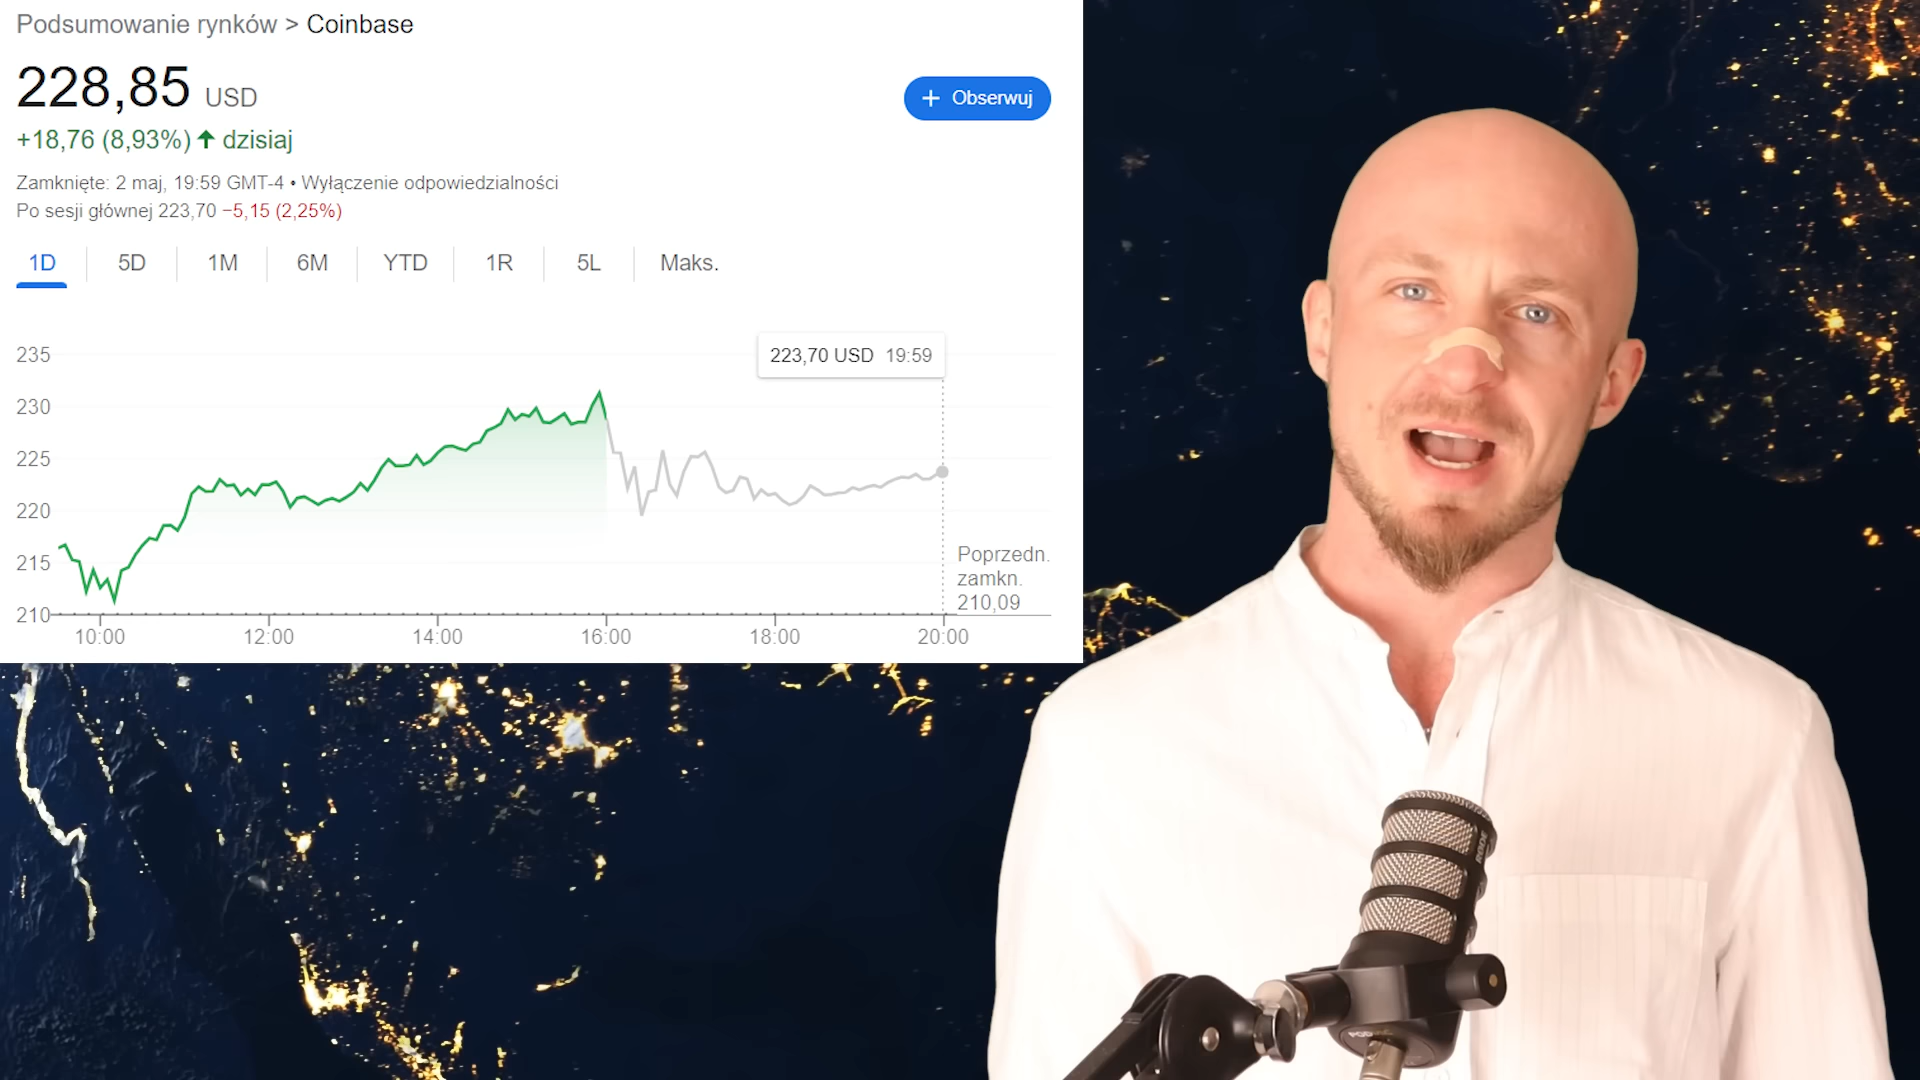 Podsumowanie rynków > Coinbase
228,85 USD
+ Obserwuj
+18,76 (8,93%) ↑ dzisiaj
Zamknięte: 2 maj, 19:59 GMT-4 • Wyłączenie odpowiedzialności
Po sesji głównej 223,70 −5,15 (2,25%)
1D 5D 1M 6M YTD 1R 5L Maks.
223,70 USD 19:59
235
230
225
220
215
210
Poprzedn.
zamkn.
210,09
10:00 12:00 14:00 16:00 18:00 20:00
RODE